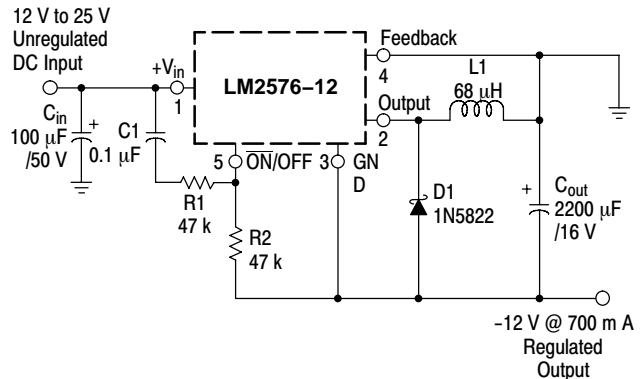 12 V to 25 V
Unregulated
DC Input
+Vin
1
LM2576–12
Feedback
4
Output
2
L1
68 µH
Cin
100 µF
/50 V
+
C1
0.1 µF
5
ON/OFF
3
GN
D
R1
47 k
R2
47 k
D1
1N5822
+
Cout
2200 µF
/16 V
–12 V @ 700 m A
Regulated
Output